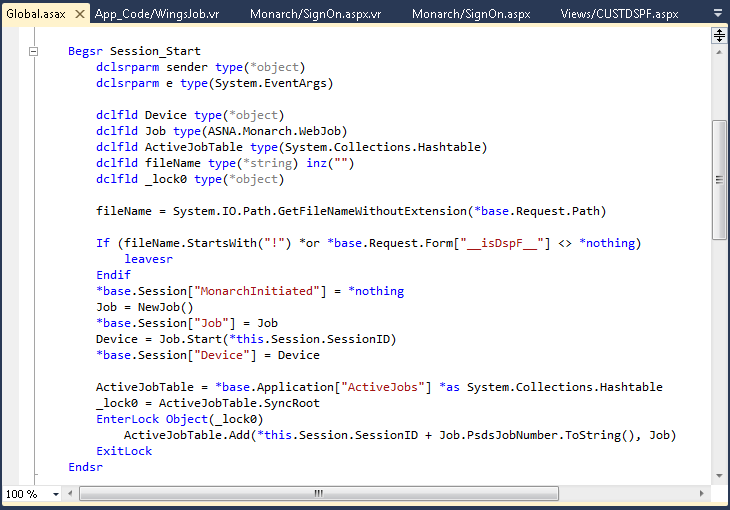 Global.asax App_Code/WingsJob.vr Monarch/SignOn.aspx.vr Monarch/SignOn.aspx Views/CUSTDSPF.aspx
Begsr Session_Start
dclsrparm sender type(*object)
dclsrparm e type(System.EventArgs)
dclfld Device type(*object)
dclfld Job type(ASNA.Monarch.WebJob)
dclfld ActiveJobTable type(System.Collections.Hashtable)
dclfld fileName type(*string) inz("")
dclfld _lock0 type(*object)
fileName = System.IO.Path.GetFileNameWithoutExtension(*base.Request.Path)
If (fileName.StartsWith("!") *or *base.Request.Form["__isDspF__"] <> *nothing)
leavesr
Endif
*base.Session["MonarchInitiated"] = *nothing
Job = NewJob()
*base.Session["Job"] = Job
Device = Job.Start(*this.Session.SessionID)
*base.Session["Device"] = Device
ActiveJobTable = *base.Application["ActiveJobs"] *as System.Collections.Hashtable
_lock0 = ActiveJobTable.SyncRoot
EnterLock Object(_lock0)
ActiveJobTable.Add(*this.Session.SessionID + Job.PsdsJobNumber.ToString(), Job)
ExitLock
Endsr
100 %